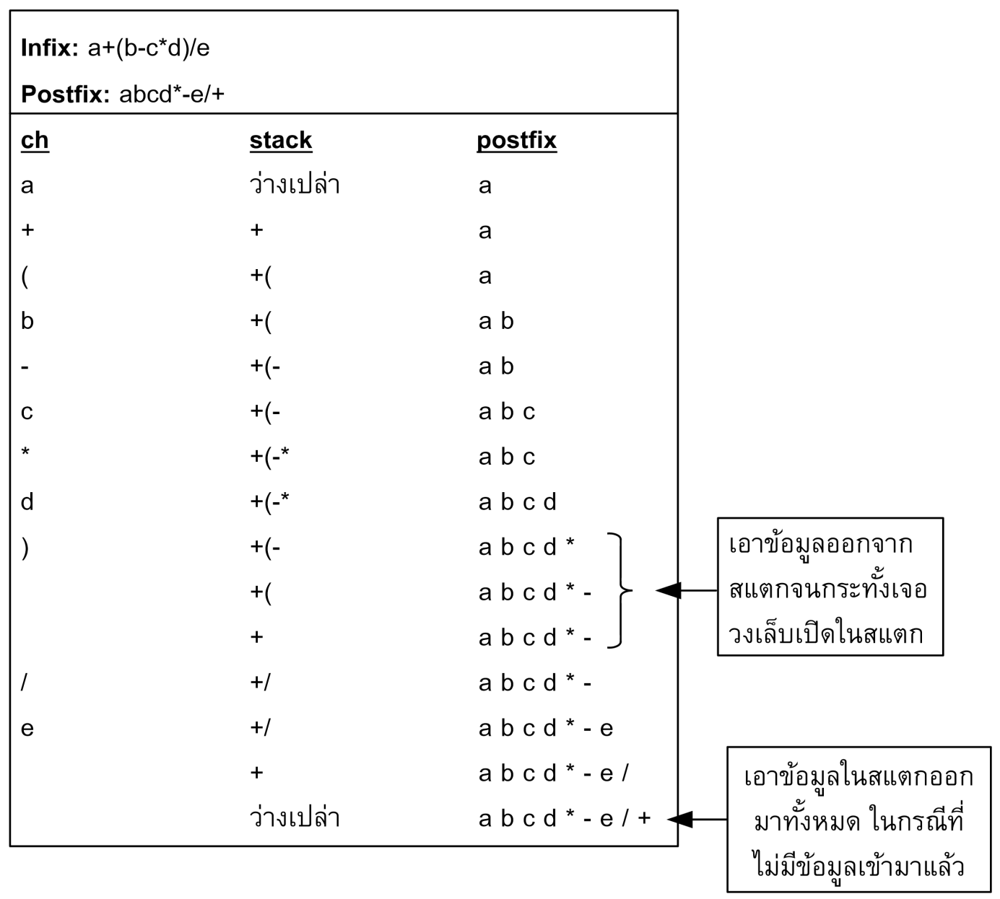 Infix: a+(b-c*d)/e
Postfix: abcd*-e/+
ch stack postfix
a ว่างเปล่า a
+ + a
( +( a
b +( a b
- +(- a b
c +(- a b c
* +(-* a b c
d +(-* a b c d
) +(- a b c d *
+( a b c d * -
+ a b c d * -
/ +/ a b c d * -
e +/ a b c d * - e
+ a b c d * - e /
ว่างเปล่า a b c d * - e / +
เอาข้อมูลออกจาก
สแตกจนกระทั้งเจอ
วงเล็บเปิดในสแตก
เอาข้อมูลในสแตกออก
มาทั้งหมด ในกรณีที่
ไม่มีข้อมูลเข้ามาแล้ว